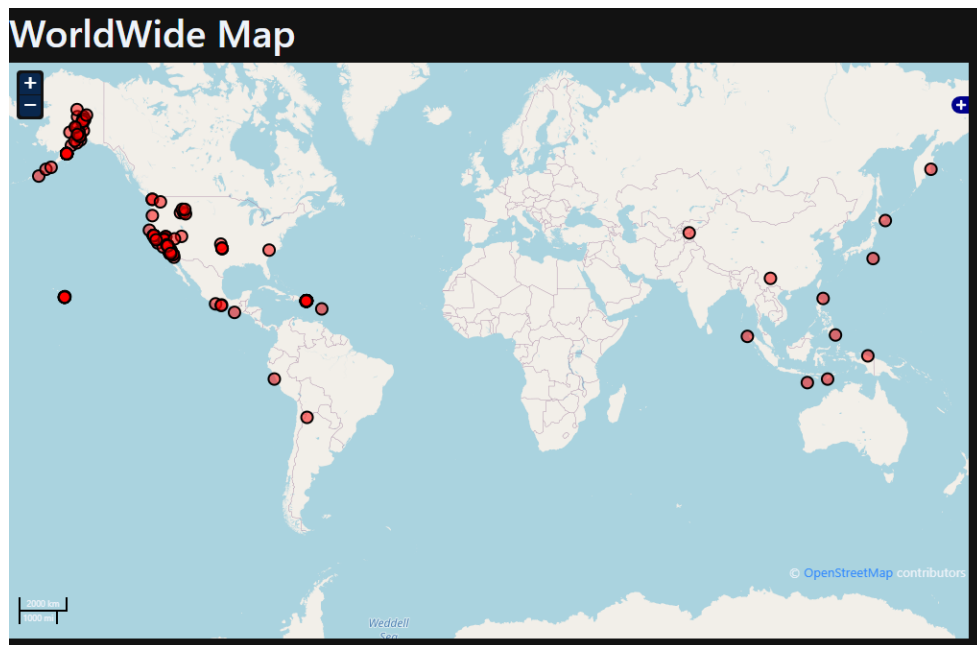 WorldWide Map
+
−
+
© OpenStreetMap contributors
2000 km
1000 mi
Weddell
Sea